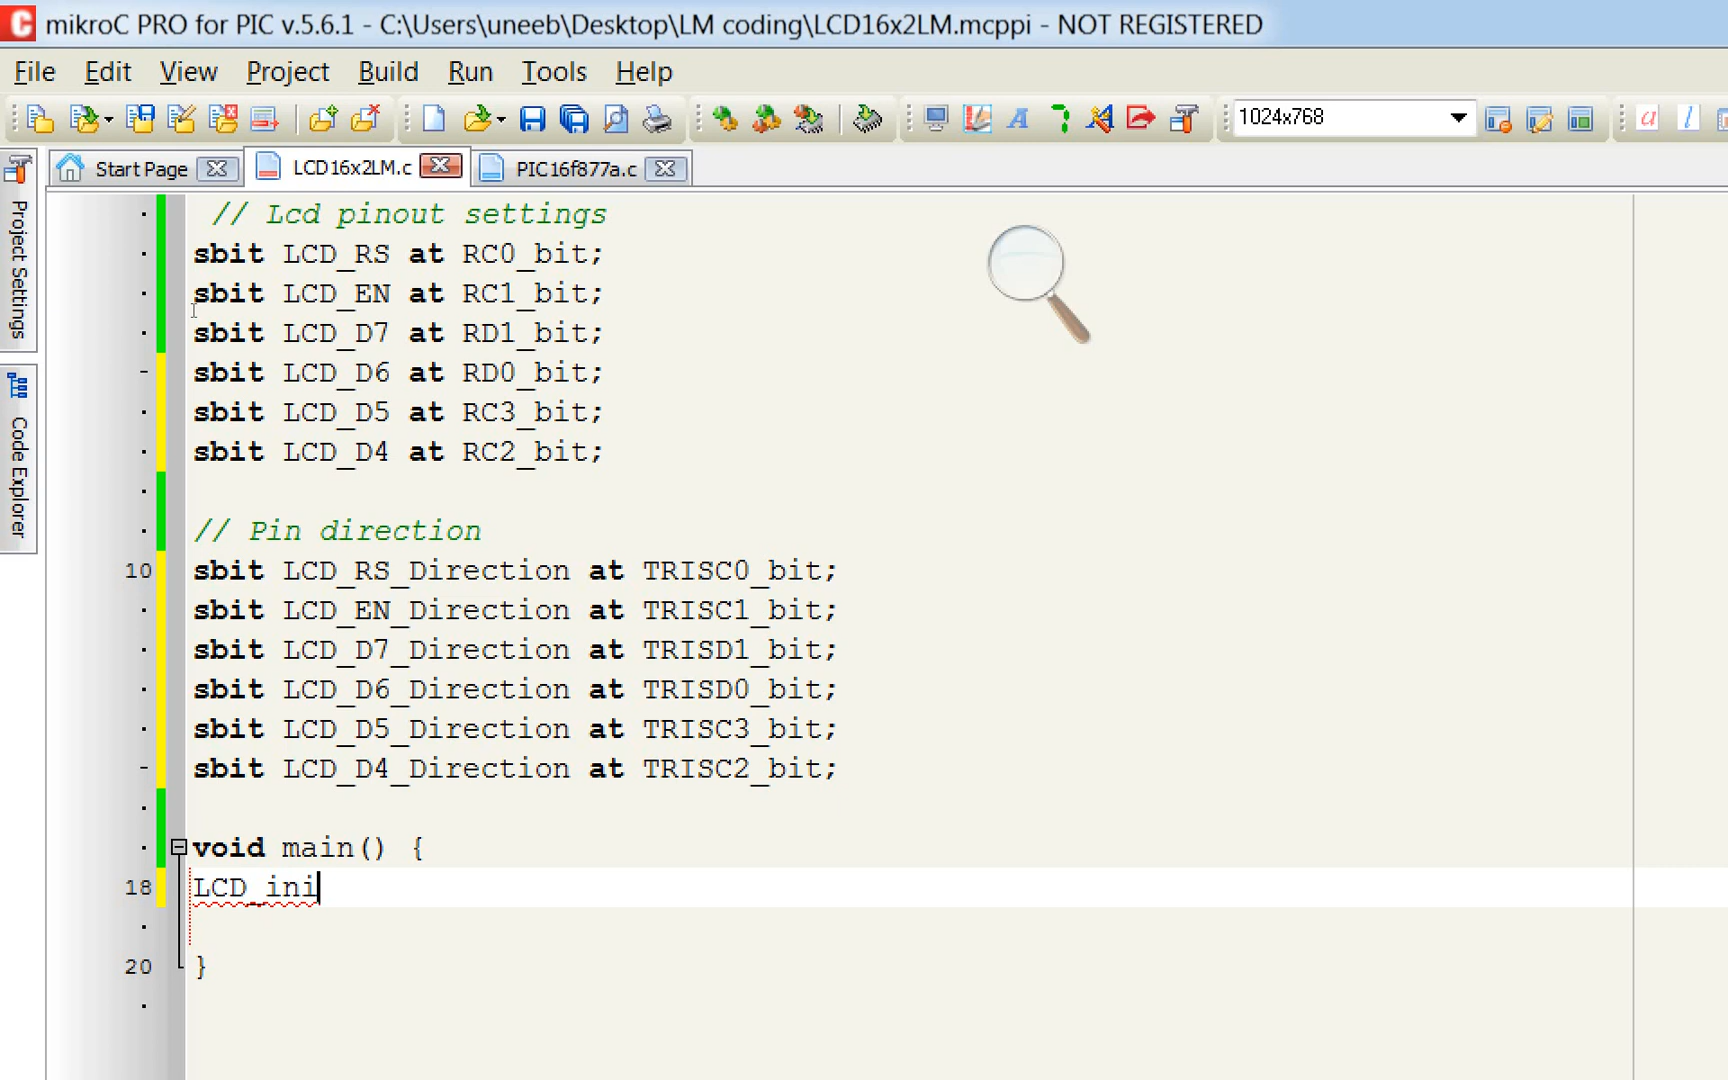 mikroC PRO for PIC v.5.6.1 - C:\Users\uneeb\Desktop\LM coding\LCD16x2LM.mcppi - NOT REGISTERED
File Edit View Project Build Run Tools Help
1024x768
Start Page LCD16x2LM.c PIC16f877a.c
Project Settings
Code Explorer
// Lcd pinout settings
sbit LCD_RS at RC0_bit;
sbit LCD_EN at RC1_bit;
sbit LCD_D7 at RD1_bit;
sbit LCD_D6 at RD0_bit;
sbit LCD_D5 at RC3_bit;
sbit LCD_D4 at RC2_bit;
// Pin direction
10 sbit LCD_RS_Direction at TRISC0_bit;
sbit LCD_EN_Direction at TRISC1_bit;
sbit LCD_D7_Direction at TRISD1_bit;
sbit LCD_D6_Direction at TRISD0_bit;
sbit LCD_D5_Direction at TRISC3_bit;
sbit LCD_D4_Direction at TRISC2_bit;
void main() {
18 LCD_ini
20 }